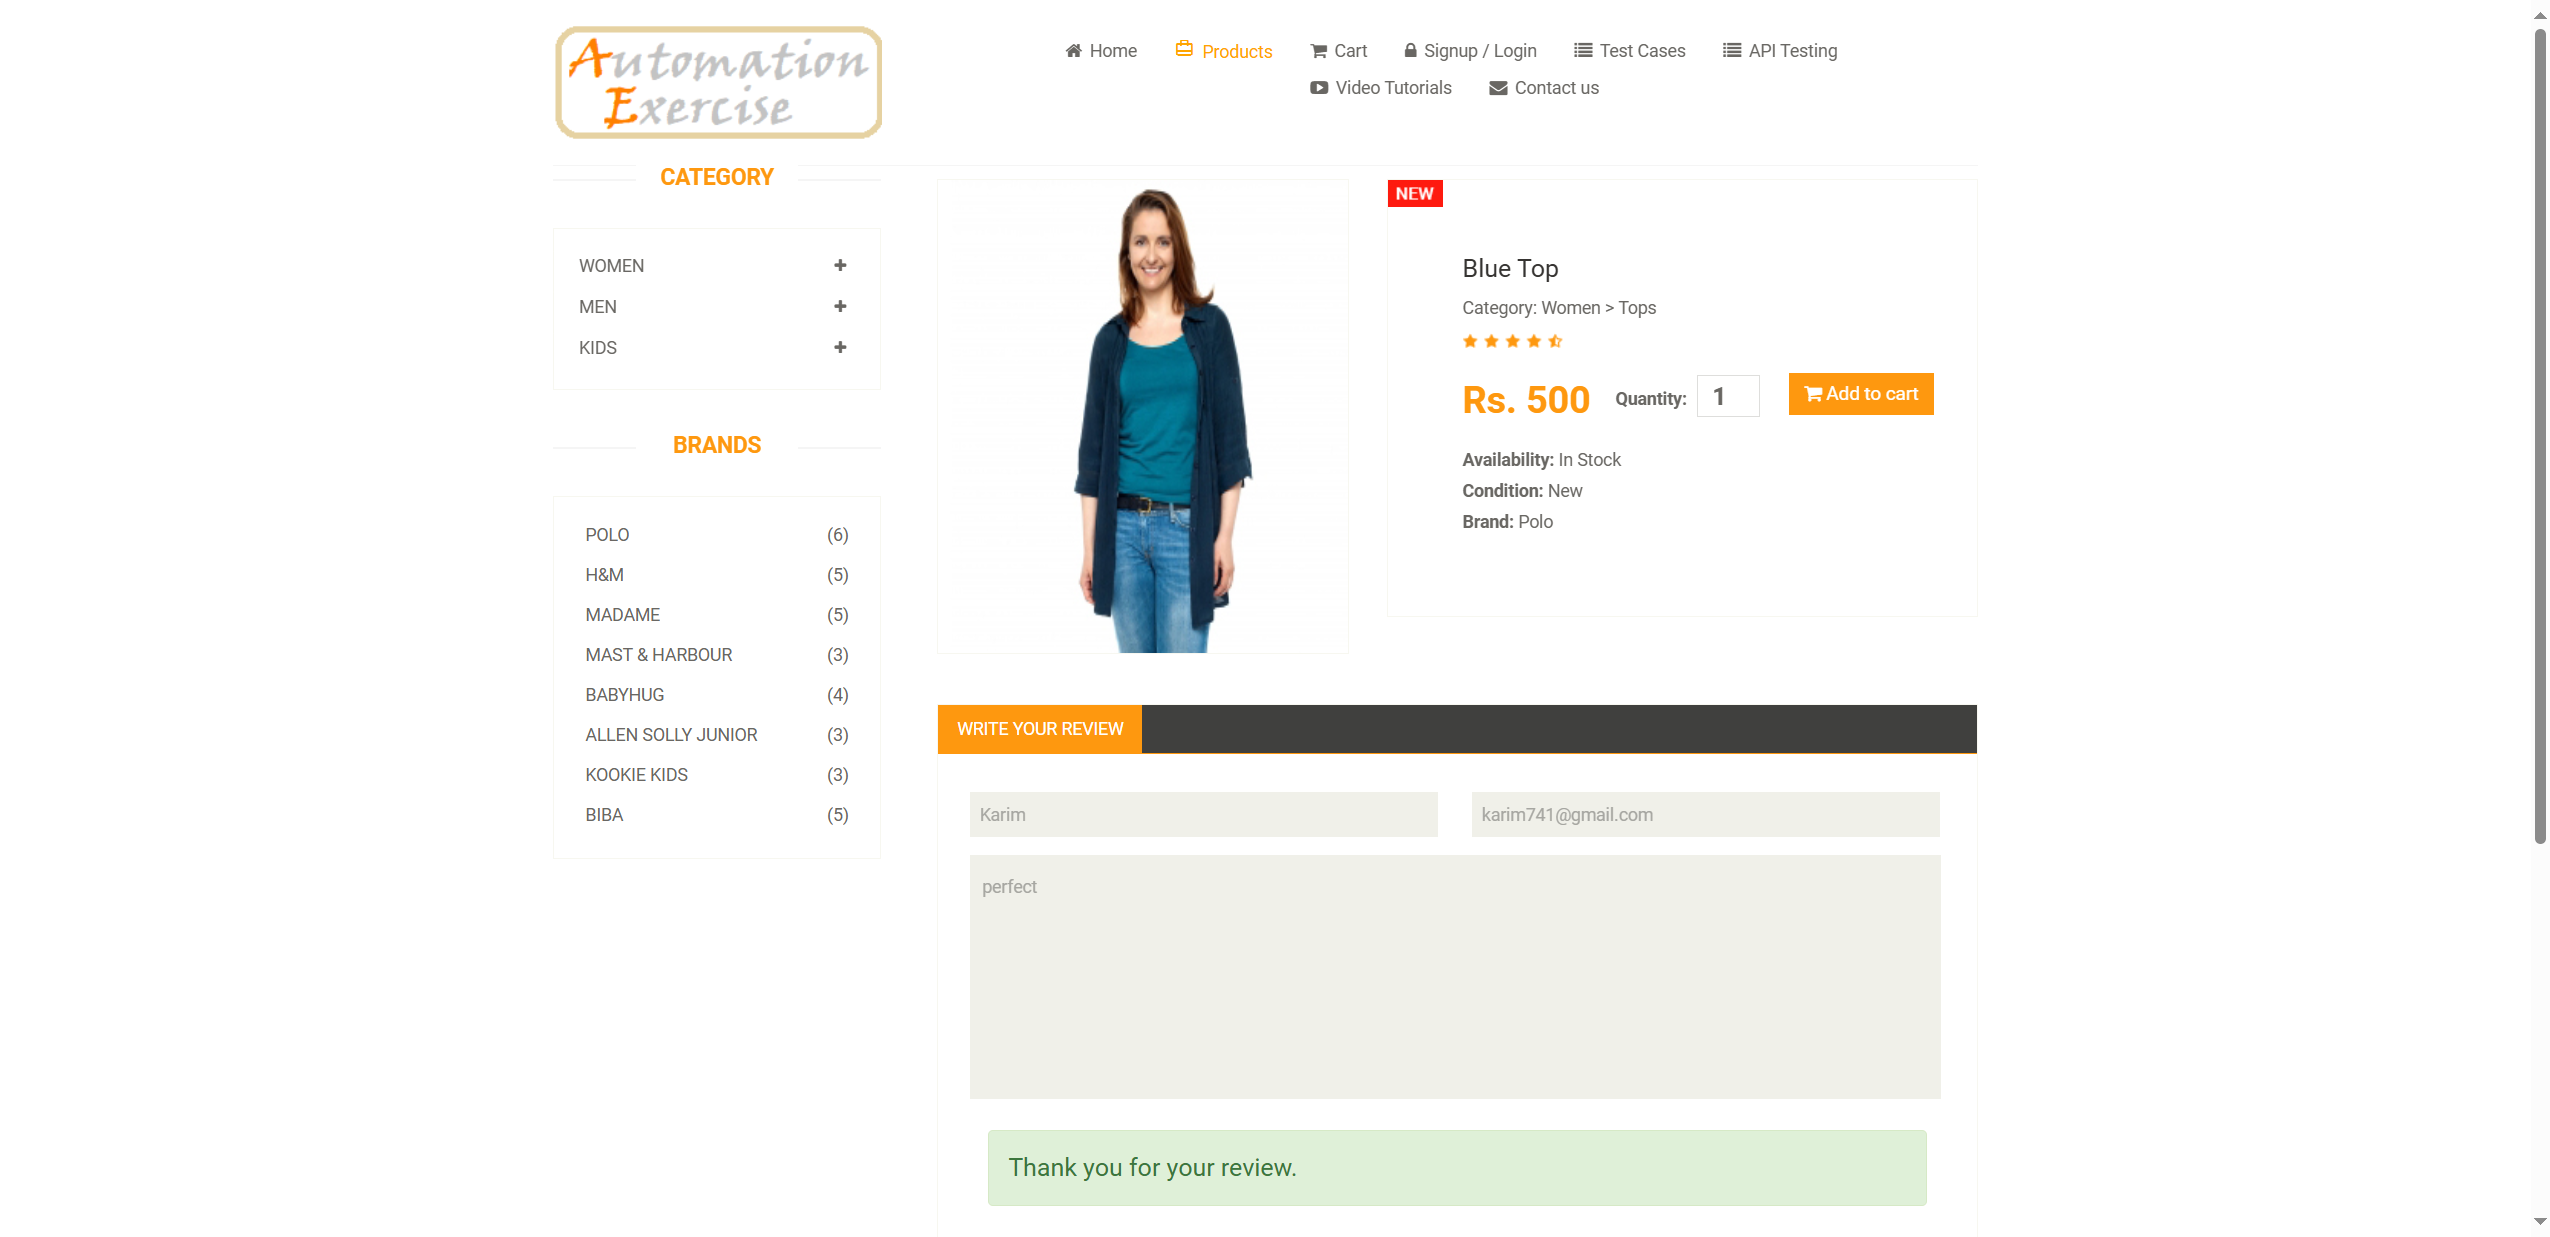 Automation
Exercise
Home
Products
Cart
Signup / Login
Test Cases
API Testing
Video Tutorials
Contact us
CATEGORY
WOMEN
MEN
KIDS
BRANDS
POLO (6)
H&M (5)
MADAME (5)
MAST & HARBOUR (3)
BABYHUG (4)
ALLEN SOLLY JUNIOR (3)
KOOKIE KIDS (3)
BIBA (5)
NEW
Blue Top
Category: Women > Tops
Rs. 500 Quantity: 1 Add to cart
Availability: In Stock
Condition: New
Brand: Polo
WRITE YOUR REVIEW
Karim
karim741@gmail.com
perfect
Thank you for your review.